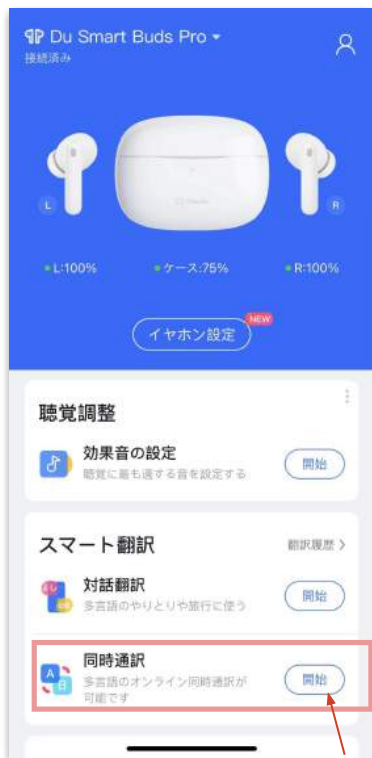 Du Smart Buds Pro
接続済み
L
R
L:100%
ケース:75%
R:100%
イヤホン設定
NEW
聴覚調整
効果音の設定
聴覚に最も適する音を設定する
開始
スマート翻訳
翻訳履歴 >
対話翻訳
多言語のやりとりや旅行に使う
開始
同時通訳
多言語のオンライン同時通訳が
可能です
開始